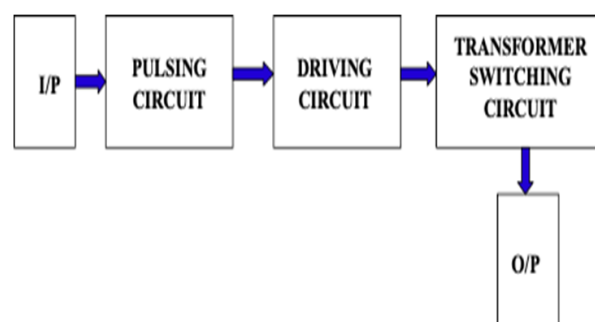 I/P
PULSING
CIRCUIT
DRIVING
CIRCUIT
TRANSFORMER
SWITCHING
CIRCUIT
O/P